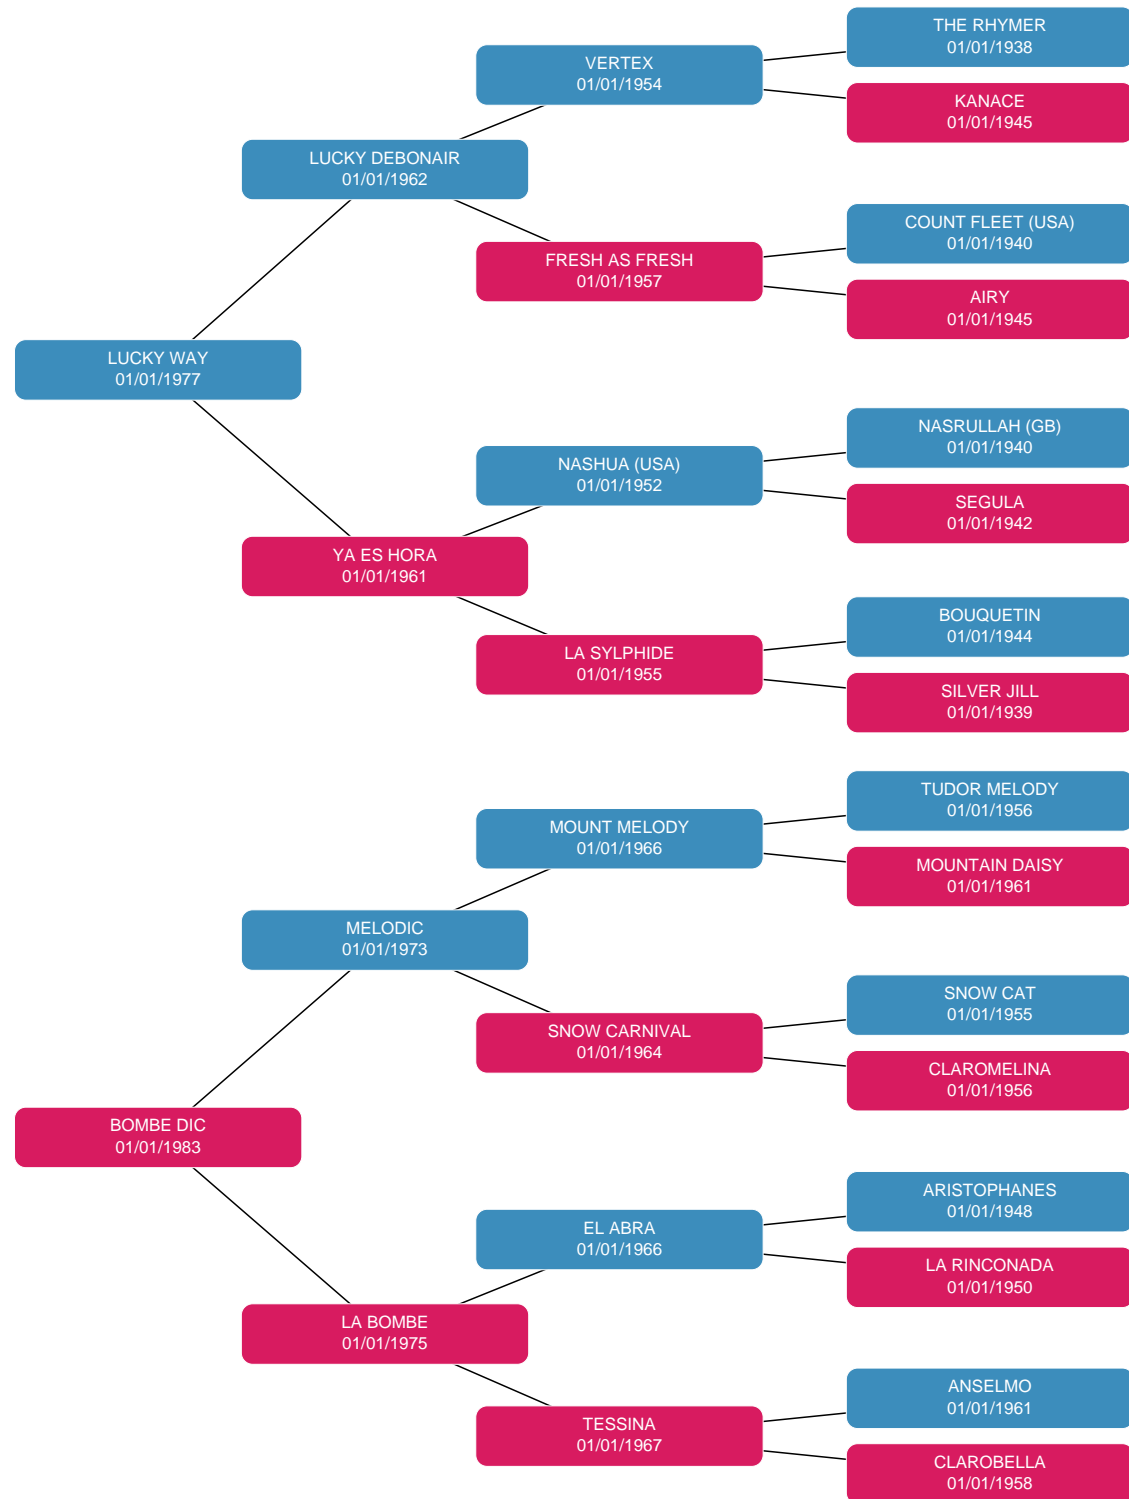 THE RHYMER
01/01/1938
VERTEX
01/01/1954
KANACE
01/01/1945
LUCKY DEBONAIR
01/01/1962
COUNT FLEET (USA)
01/01/1940
FRESH AS FRESH
01/01/1957
AIRY
01/01/1945
LUCKY WAY
01/01/1977
NASRULLAH (GB)
01/01/1940
NASHUA (USA)
01/01/1952
SEGULA
01/01/1942
YA ES HORA
01/01/1961
BOUQUETIN
01/01/1944
LA SYLPHIDE
01/01/1955
SILVER JILL
01/01/1939
TUDOR MELODY
01/01/1956
MOUNT MELODY
01/01/1966
MOUNTAIN DAISY
01/01/1961
MELODIC
01/01/1973
SNOW CAT
01/01/1955
SNOW CARNIVAL
01/01/1964
CLAROMELINA
01/01/1956
BOMBE DIC
01/01/1983
ARISTOPHANES
01/01/1948
EL ABRA
01/01/1966
LA RINCONADA
01/01/1950
LA BOMBE
01/01/1975
ANSELMO
01/01/1961
TESSINA
01/01/1967
CLAROBELLA
01/01/1958